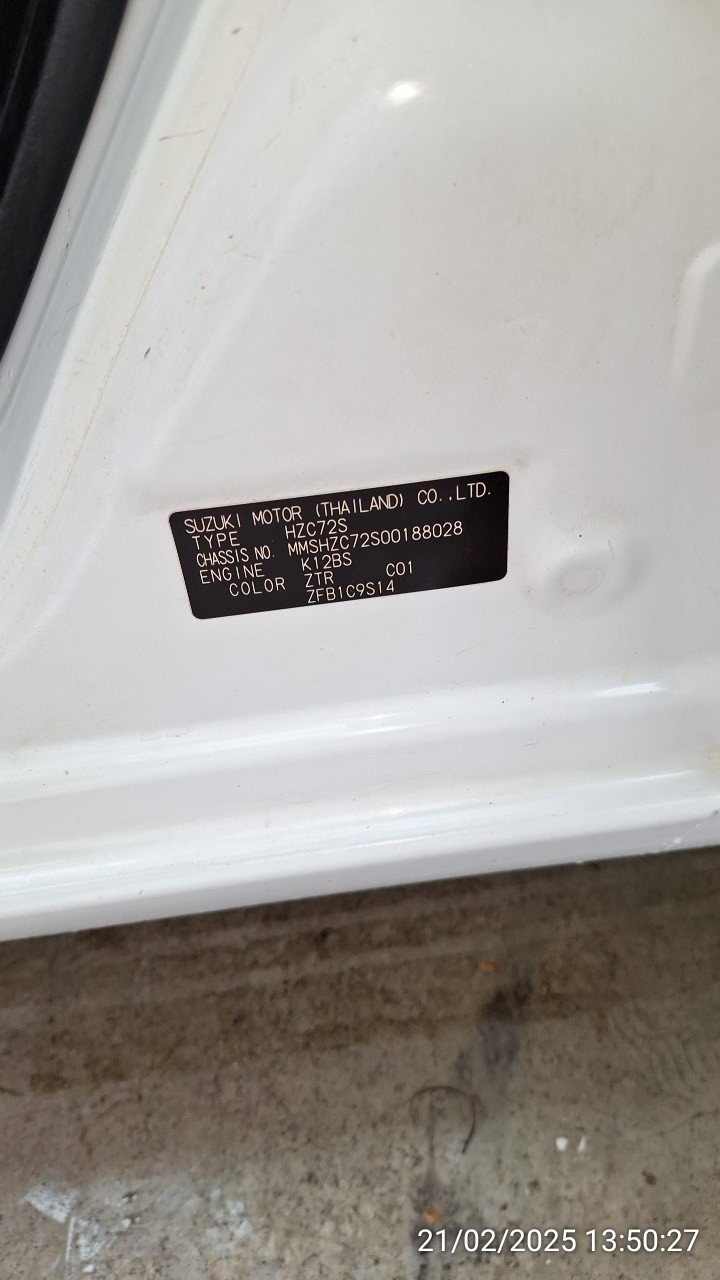 SUZUKI MOTOR (THAILAND) CO.,LTD.
TYPE HZC72S
CHASSIS NO. MMSHZC72S00188028
ENGINE K12BS
COLOR ZTR C01
ZFB1C9S14
21/02/2025 13:50:27